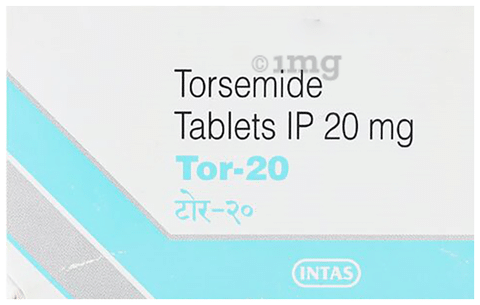 ©1mg
Torsemide
Tablets IP 20 mg
Tor-20
टोर-२०
INTAS